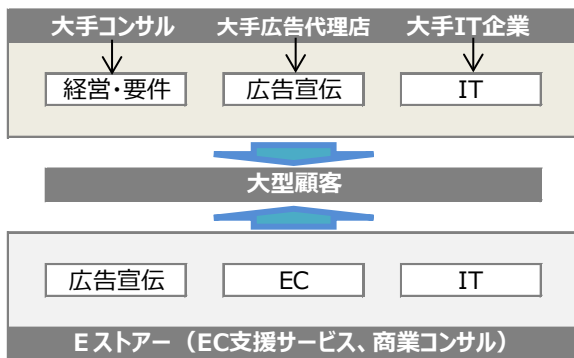 大手コンサル 大手広告代理店 大手IT企業
経営・要件 広告宣伝 IT
大型顧客
広告宣伝 EC IT
Eストアー（EC支援サービス、商業コンサル）